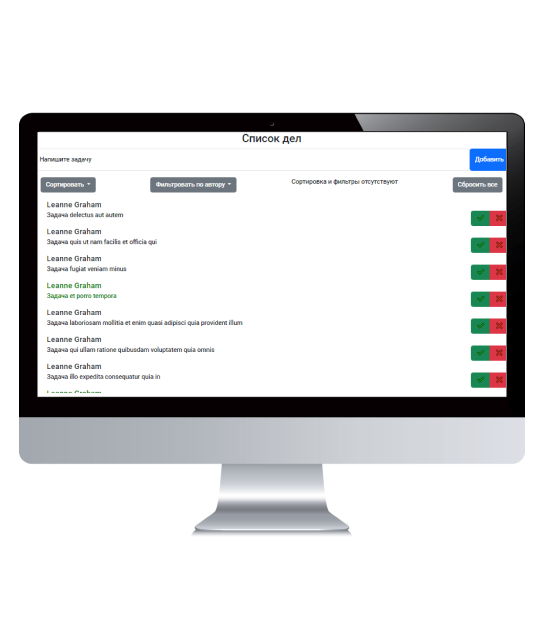 Список дел
Напишите задачу
Добавить
Сортировать
Фильтровать по автору
Сортировка и фильтры отсутствуют
Сбросить все
Leanne Graham
Задача delectus aut autem
Leanne Graham
Задача quis ut nam facilis et officia qui
Leanne Graham
Задача fugiat veniam minus
Leanne Graham
Задача et porro tempora
Leanne Graham
Задача laboriosam mollitia et enim quasi adipisci quia provident illum
Leanne Graham
Задача qui ullam ratione quibusdam voluptatem quia omnis
Leanne Graham
Задача illo expedita consequatur quia in
Leanne Graham